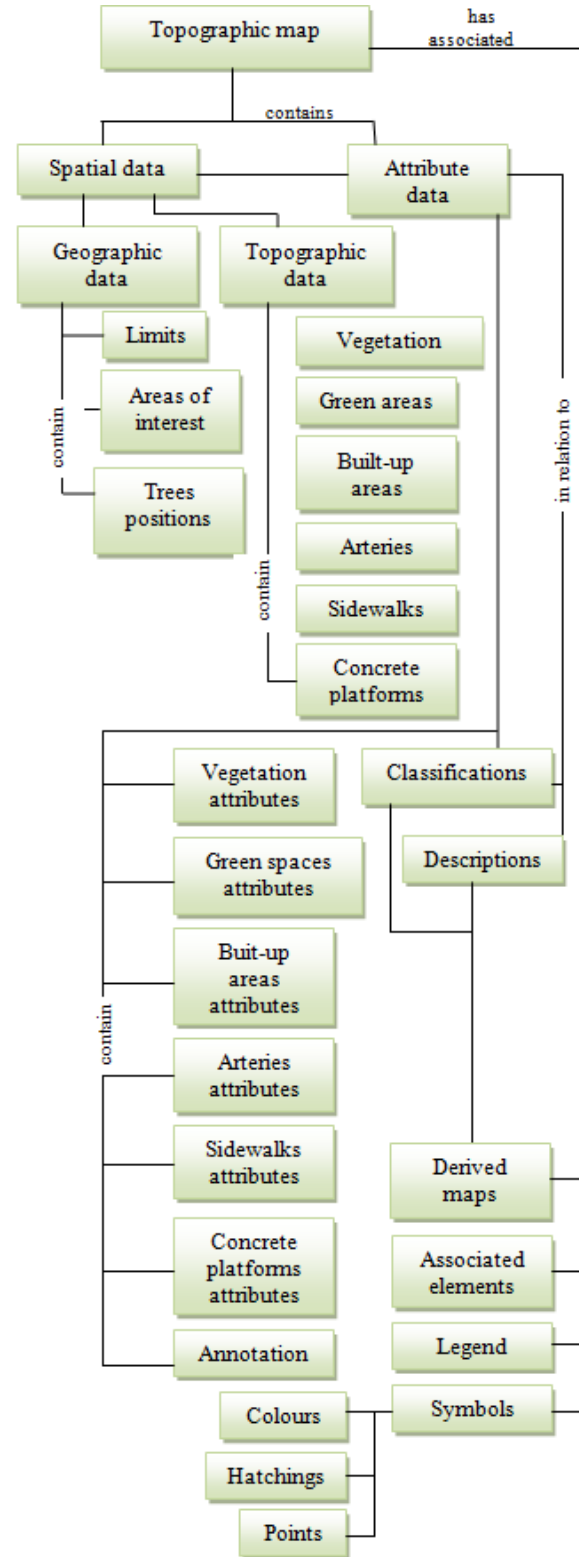 Topographic map
has
associated
contains
Spatial data
Attribute
data
Geographic
data
Topographic
data
Limits
Areas of
interest
Trees
positions
contain
Vegetation
Green areas
Built-up
areas
Arteries
Sidewalks
Concrete
platforms
contain
in relation to
Vegetation
attributes
Green spaces
attributes
Buit-up
areas
attributes
Arteries
attributes
Sidewalks
attributes
Concrete
platforms
attributes
Annotation
contain
Classifications
Descriptions
Derived
maps
Associated
elements
Legend
Symbols
Colours
Hatchings
Points